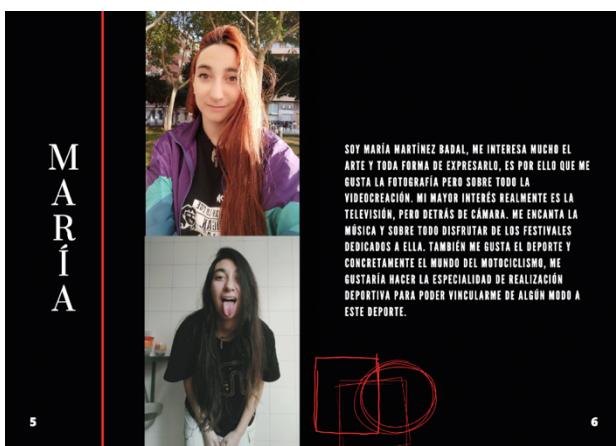 MARÍA
SOY MARÍA MARTÍNEZ BADAL, ME INTERESA MUCHO EL
ARTE Y TODA FORMA DE EXPRESARLO, ES POR ELLO QUE ME
GUSTA LA FOTOGRAFÍA PERO SOBRE TODO LA
VIDEOCREACIÓN. MI MAYOR INTERÉS REALMENTE ES LA
TELEVISIÓN, PERO DETRÁS DE CÁMARA. ME ENCANTA LA
MÚSICA Y SOBRE TODO DISFRUTAR DE LOS FESTIVALES
DEDICADOS A ELLA. TAMBIÉN ME GUSTA EL DEPORTE Y
CONCRETAMENTE EL MUNDO DEL MOTOCICLISMO, ME
GUSTARÍA HACER LA ESPECIALIDAD DE REALIZACIÓN
DEPORTIVA PARA PODER VINCULARME DE ALGÚN MODO A
ESTE DEPORTE.
5
6